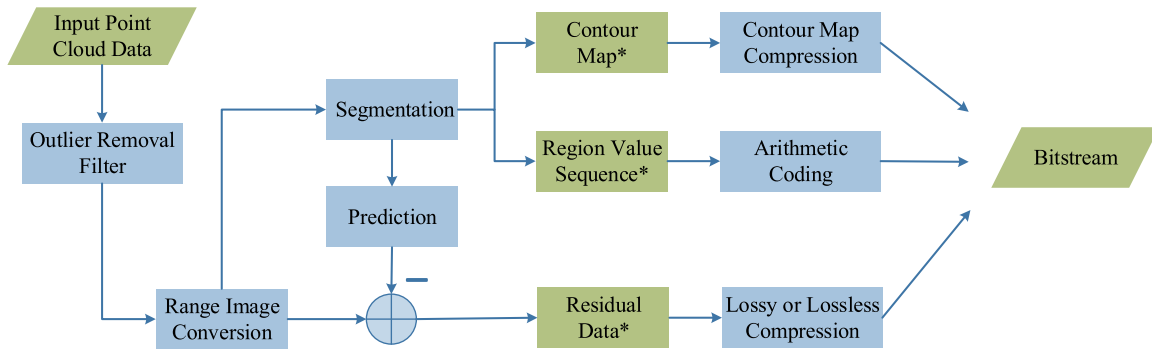 Input Point
Cloud Data
Outlier Removal
Filter
Range Image
Conversion
Segmentation
Prediction
Contour
Map*
Contour Map
Compression
Region Value
Sequence*
Arithmetic
Coding
Residual
Data*
Lossy or Lossless
Compression
Bitstream